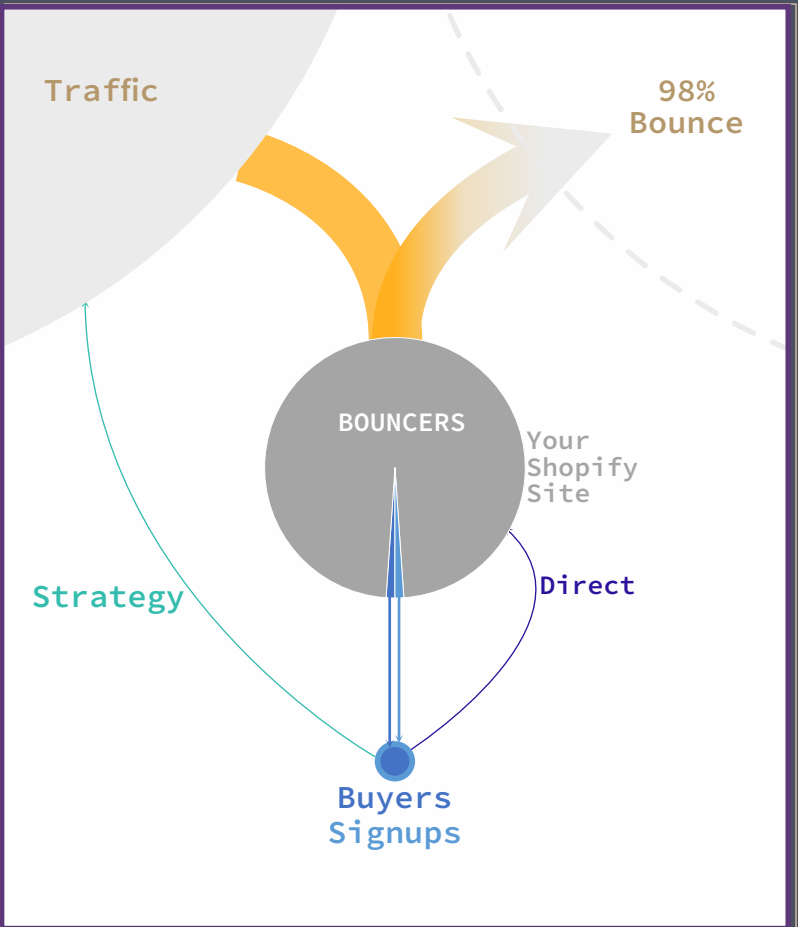 Traffic
98%
Bounce
BOUNCERS
Your
Shopify
Site
Strategy
Direct
Buyers
Signups